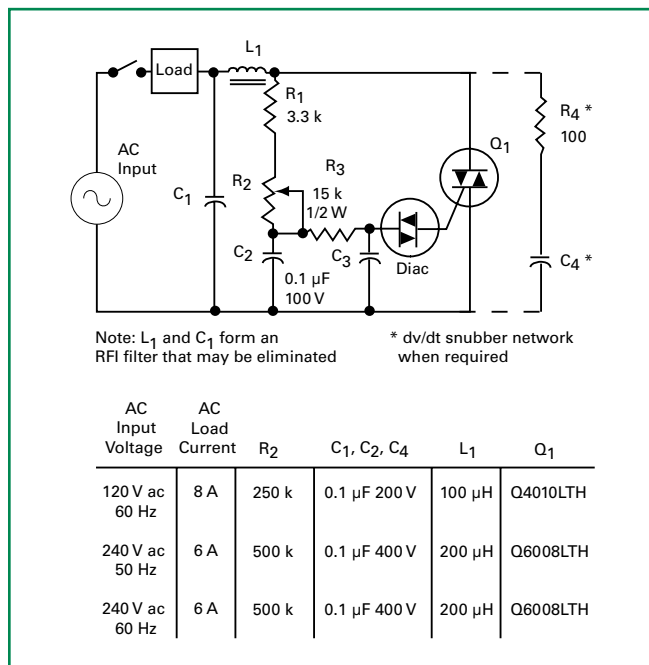 L1
Load
R1
3.3 k
R4 *
100
AC
Input
Q1
R3
R2
15 k
1/2 W
C1
C2
C3
C4 *
Diac
0.1 µF
100 V
Note: L1 and C1 form an
RFI filter that may be eliminated
* dv/dt snubber network
when required
AC Input Voltage | AC Load Current | R2 | C1, C2, C4 | L1 | Q1
120 V ac 60 Hz | 8 A | 250 k | 0.1 µF 200 V | 100 µH | Q4010LTH
240 V ac 50 Hz | 6 A | 500 k | 0.1 µF 400 V | 200 µH | Q6008LTH
240 V ac 60 Hz | 6 A | 500 k | 0.1 µF 400 V | 200 µH | Q6008LTH